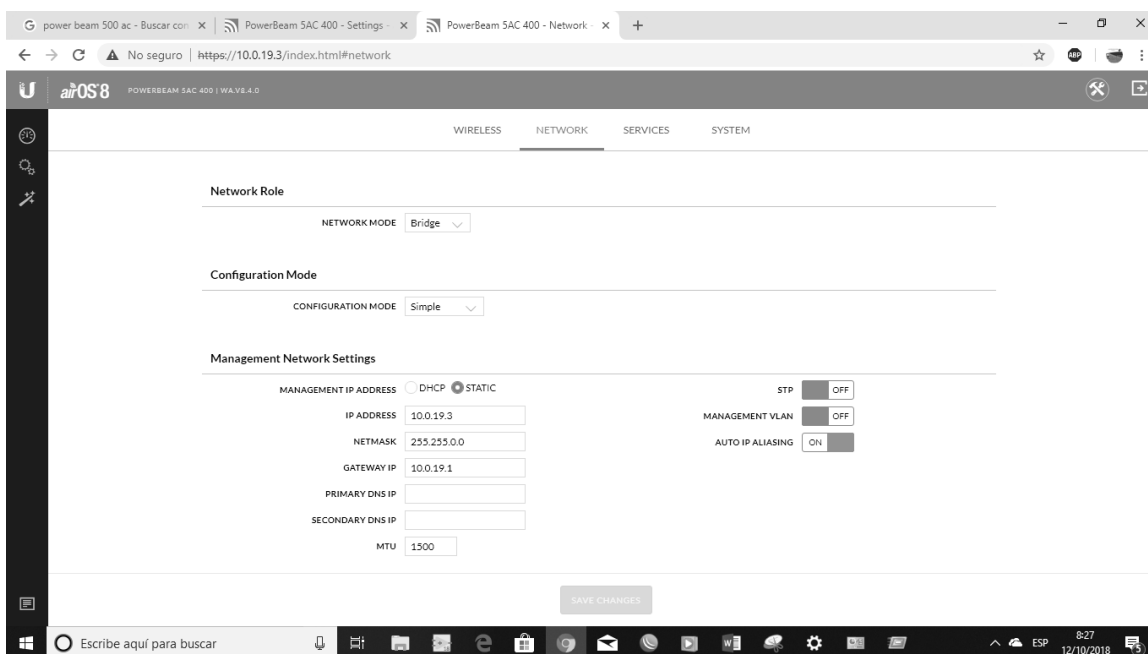 power beam 500 ac - Buscar con
PowerBeam 5AC 400 - Settings -
PowerBeam 5AC 400 - Network -
No seguro | https://10.0.19.3/index.html#network
ABP
airOS 8 POWERBEAM 5AC 400 | WA.V8.4.0
WIRELESS NETWORK SERVICES SYSTEM
Network Role
NETWORK MODE Bridge
Configuration Mode
CONFIGURATION MODE Simple
Management Network Settings
MANAGEMENT IP ADDRESS DHCP STATIC
STP OFF
IP ADDRESS 10.0.19.3
MANAGEMENT VLAN OFF
NETMASK 255.255.0.0
AUTO IP ALIASING ON
GATEWAY IP 10.0.19.1
PRIMARY DNS IP
SECONDARY DNS IP
MTU 1500
SAVE CHANGES
Escribe aquí para buscar
ESP
8:27
12/10/2018